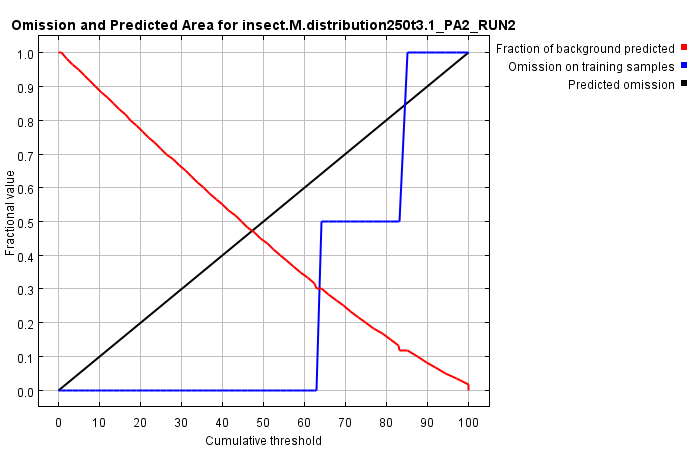 Omission and Predicted Area for insect.M.distribution250t3.1_PA2_RUN2
Fraction of background predicted
Omission on training samples
Predicted omission
Fractional value
1.0
0.9
0.8
0.7
0.6
0.5
0.4
0.3
0.2
0.1
0.0
0 10 20 30 40 50 60 70 80 90 100
Cumulative threshold